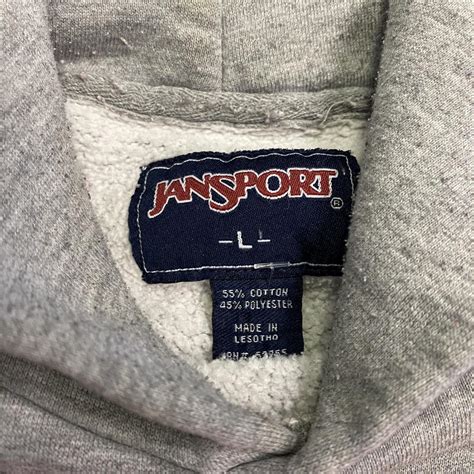 JANSPORT ®
-L-
55% COTTON
45% POLYESTER
MADE IN
LESOTHO